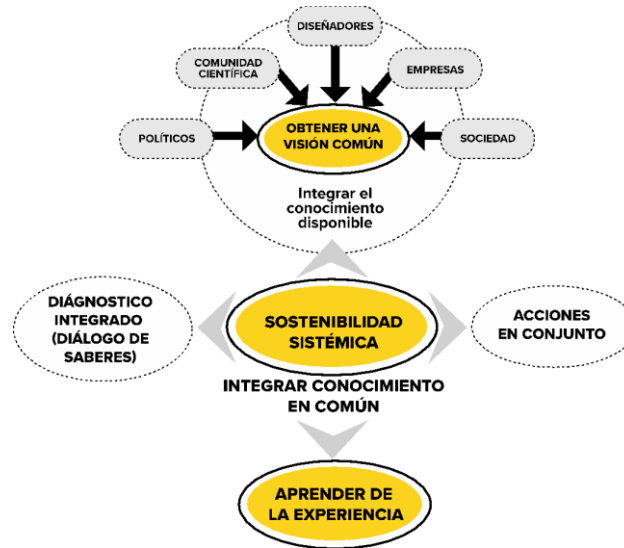 DISEÑADORES
COMUNIDAD
CIENTÍFICA
EMPRESAS
POLÍTICOS
OBTENER UNA
VISIÓN COMÚN
SOCIEDAD
Integrar el
conocimiento
disponible
DIÁGNOSTICO
INTEGRADO
(DIÁLOGO DE
SABERES)
SOSTENIBILIDAD
SISTÉMICA
ACCIONES
EN CONJUNTO
INTEGRAR CONOCIMIENTO
EN COMÚN
APRENDER DE
LA EXPERIENCIA